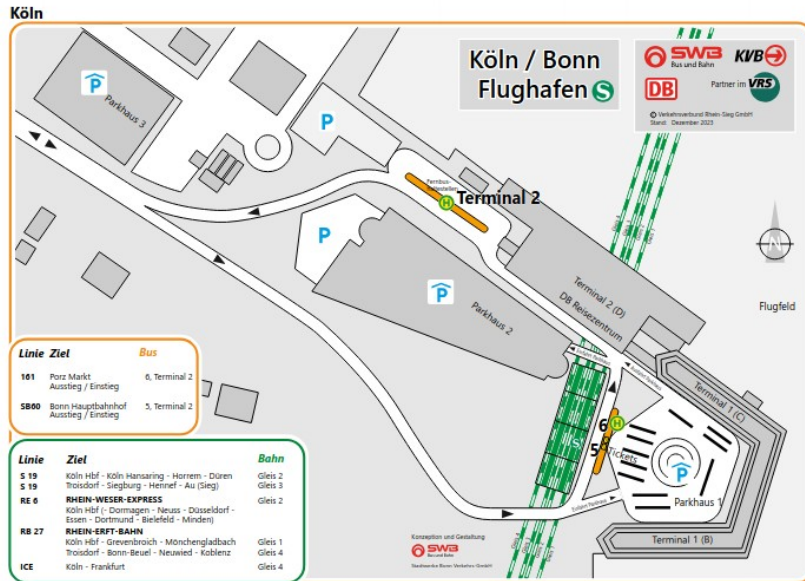 Köln
Köln / Bonn
Flughafen S
SWB
Bus und Bahn
KVB
DB
Partner im VRS
© Verkehrsverbund Rhein-Sieg GmbH
Stand: Dezember 2023
P
Parkhaus 3
P
Fernbus-
haltestellen
H
Terminal 2
P
P
Parkhaus 2
Terminal 2 (D)
DB Reisezentrum
N
Flugfeld
Terminal 1 (C)
6
H
5
Tickets
S
P
Parkhaus 1
Terminal 1 (B)
Linie Ziel Bus
161 Porz Markt 6, Terminal 2
Ausstieg / Einstieg
SB60 Bonn Hauptbahnhof 5, Terminal 2
Ausstieg / Einstieg
Linie Ziel Bahn
S 19 Köln Hbf - Köln Hansaring - Horrem - Düren Gleis 2
S 19 Troisdorf - Siegburg - Hennef - Au (Sieg) Gleis 3
RE 6 RHEIN-WESER-EXPRESS Gleis 2
Köln Hbf (- Dormagen - Neuss - Düsseldorf -
Essen - Dortmund - Bielefeld - Minden)
RB 27 RHEIN-ERFT-BAHN
Köln Hbf - Grevenbroich - Mönchengladbach Gleis 1
Troisdorf - Bonn-Beuel - Neuwied - Koblenz Gleis 4
ICE Köln - Frankfurt Gleis 4
Konzeption und Gestaltung
SWB
Bus und Bahn
Stadtwerke Bonn Verkehrs GmbH